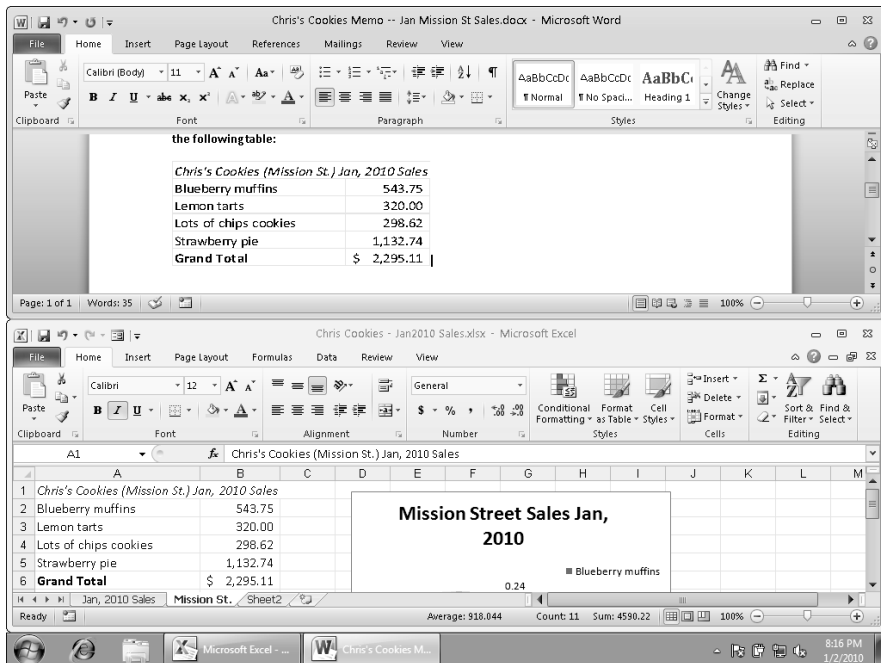 Chris's Cookies Memo -- Jan Mission St Sales.docx - Microsoft Word
File Home Insert Page Layout References Mailings Review View
Calibri (Body) 11 A A Aa
AaBbCcDc AaBbCcDc AaBbC
Find
Replace
Select
Paste
B I U abc X₂ X² A
¶ Normal ¶ No Spaci... Heading 1
Change Styles
Clipboard Font Paragraph Styles Editing
the following table:
Chris's Cookies (Mission St.) Jan, 2010 Sales
Blueberry muffins 543.75
Lemon tarts 320.00
Lots of chips cookies 298.62
Strawberry pie 1,132.74
Grand Total $ 2,295.11
Page: 1 of 1 Words: 35 100%
Chris Cookies - Jan2010 Sales.xlsx - Microsoft Excel
File Home Insert Page Layout Formulas Data Review View
Calibri 12 A A General
Insert
Delete
Format
Paste
B I U A $ % , .00 .00
Conditional Formatting
Format as Table
Cell Styles
Sort & Filter
Find & Select
Clipboard Font Alignment Number Styles Cells Editing
A1 fx Chris's Cookies (Mission St.) Jan, 2010 Sales
A B C D E F G H I J K L M
1 Chris's Cookies (Mission St.) Jan, 2010 Sales
2 Blueberry muffins 543.75
3 Lemon tarts 320.00
4 Lots of chips cookies 298.62
5 Strawberry pie 1,132.74
6 Grand Total $ 2,295.11
Mission Street Sales Jan,
2010
Blueberry muffins
0.24
Jan, 2010 Sales Mission St. Sheet2
Ready Average: 918.044 Count: 11 Sum: 4590.22 100%
Microsoft Excel - ... Chris's Cookies M...
8:16 PM
1/2/2010